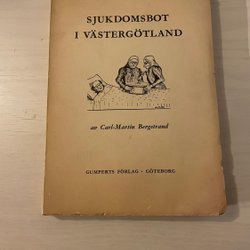 SJUKDOMSBOT
I VÄSTERGÖTLAND
av Carl-Martin Bergstrand
GUMPERTS FÖRLAG · GÖTEBORG